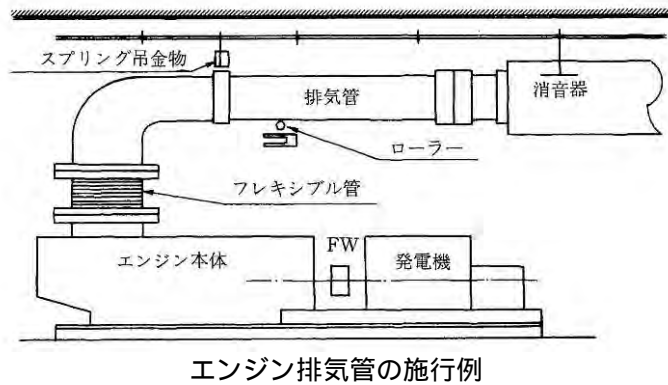 スプリング吊金物
排気管
消音器
ローラー
フレキシブル管
エンジン本体
FW
発電機
エンジン排気管の施行例